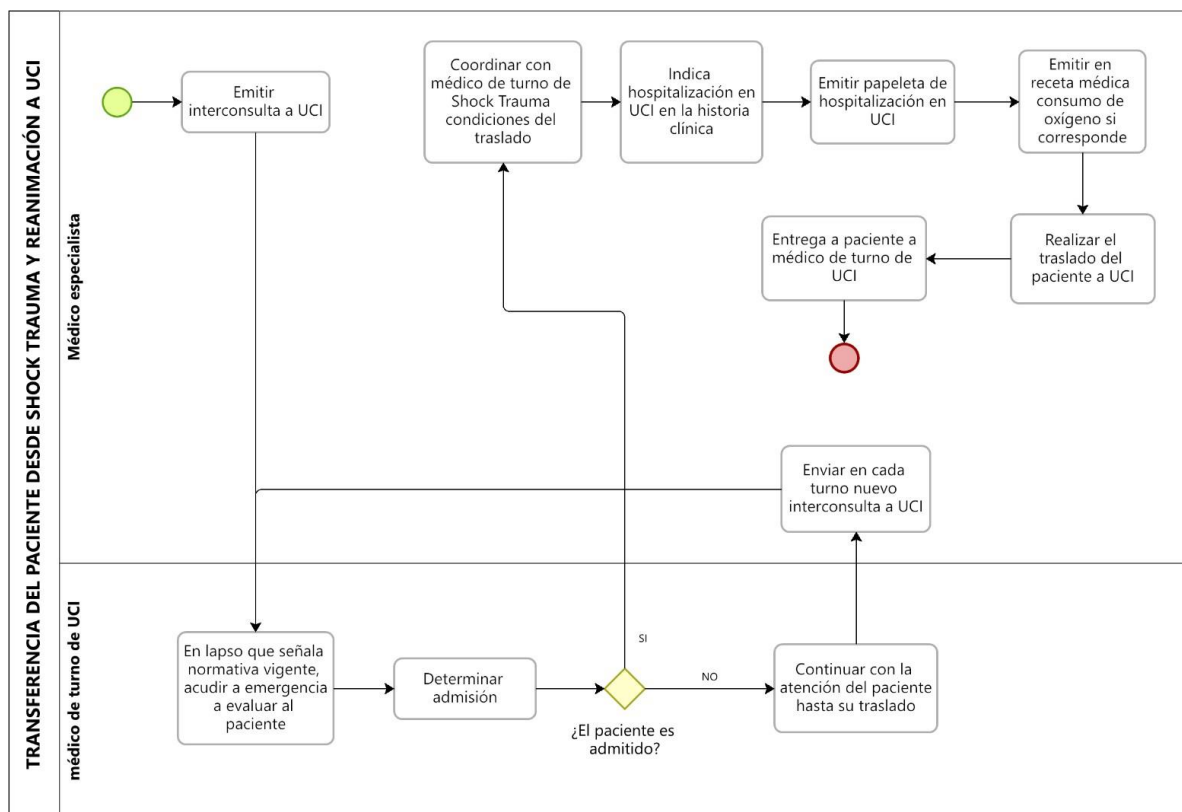 TRANSFERENCIA DEL PACIENTE DESDE SHOCK TRAUMA Y REANIMACIÓN A UCI
Médico especialista
Emitir
interconsulta a UCI
Coordinar con
médico de turno de
Shock Trauma
condiciones del
traslado
Indica
hospitalización en
UCI en la historia
clínica
Emitir papeleta de
hospitalización en
UCI
Emitir en
receta médica
consumo de
oxígeno si
corresponde
Realizar el
traslado del
paciente a UCI
Entrega a paciente a
médico de turno de
UCI
Enviar en cada
turno nuevo
interconsulta a UCI
médico de turno de UCI
En lapso que señala
normativa vigente,
acudir a emergencia
a evaluar al
paciente
Determinar
admisión
SI
NO
¿El paciente es
admitido?
Continuar con la
atención del paciente
hasta su traslado